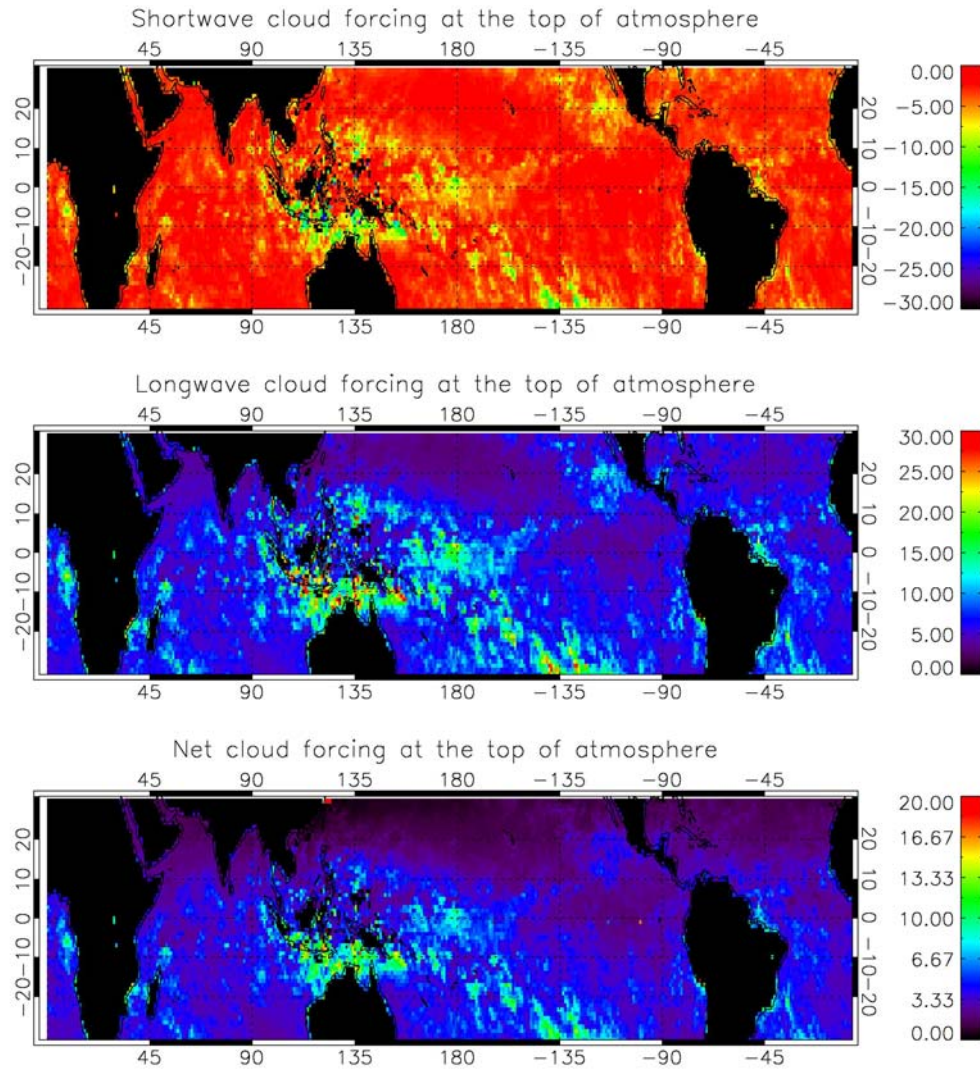 Shortwave cloud forcing at the top of atmosphere
45 90 135 180 −135 −90 −45
20 10 0 −10 −20
20 10 0 −10 −20
45 90 135 180 −135 −90 −45
0.00
−5.00
−10.00
−15.00
−20.00
−25.00
−30.00
Longwave cloud forcing at the top of atmosphere
45 90 135 180 −135 −90 −45
20 10 0 −10 −20
20 10 0 −10 −20
45 90 135 180 −135 −90 −45
30.00
25.00
20.00
15.00
10.00
5.00
0.00
Net cloud forcing at the top of atmosphere
45 90 135 180 −135 −90 −45
20 10 0 −10 −20
20 10 0 −10 −20
45 90 135 180 −135 −90 −45
20.00
16.67
13.33
10.00
6.67
3.33
0.00